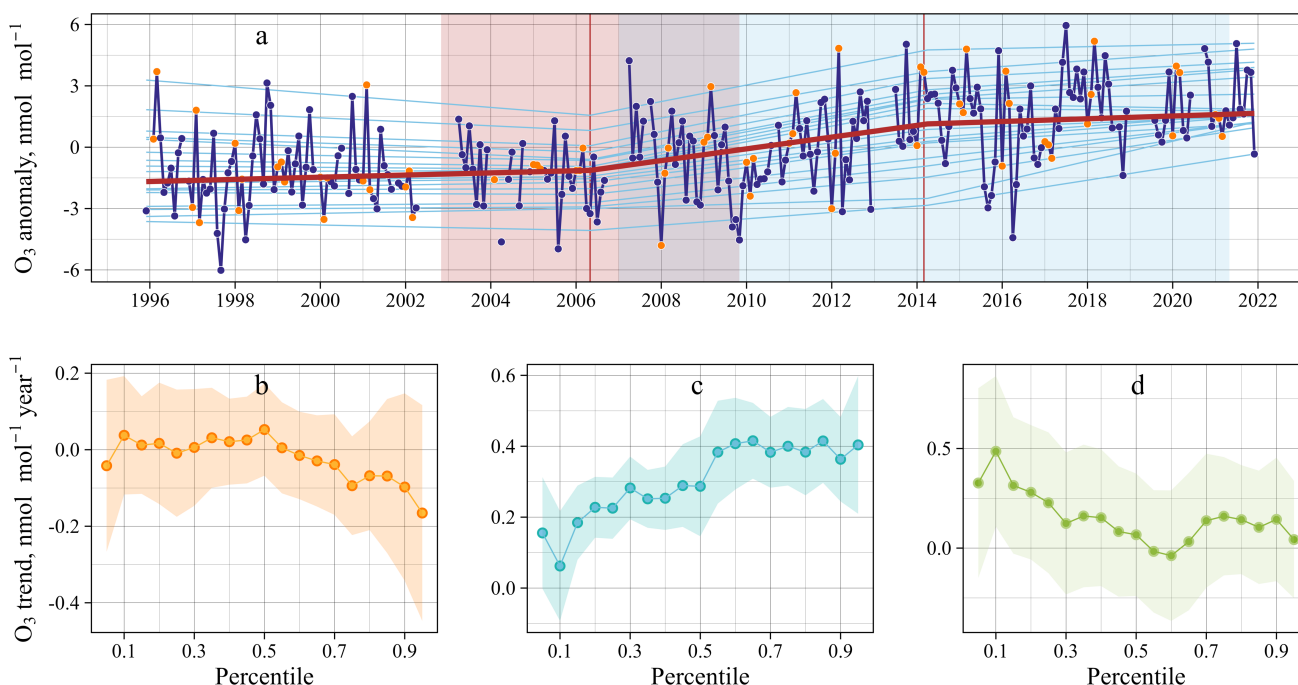 a
O₃ anomaly, nmol mol⁻¹
6
3
0
-3
-6
1996 1998 2000 2002 2004 2006 2008 2010 2012 2014 2016 2018 2020 2022
b
O₃ trend, nmol mol⁻¹ year⁻¹
0.2
0.0
-0.2
-0.4
0.1 0.3 0.5 0.7 0.9
Percentile
c
0.6
0.4
0.2
0.0
0.1 0.3 0.5 0.7 0.9
Percentile
d
0.5
0.0
0.1 0.3 0.5 0.7 0.9
Percentile